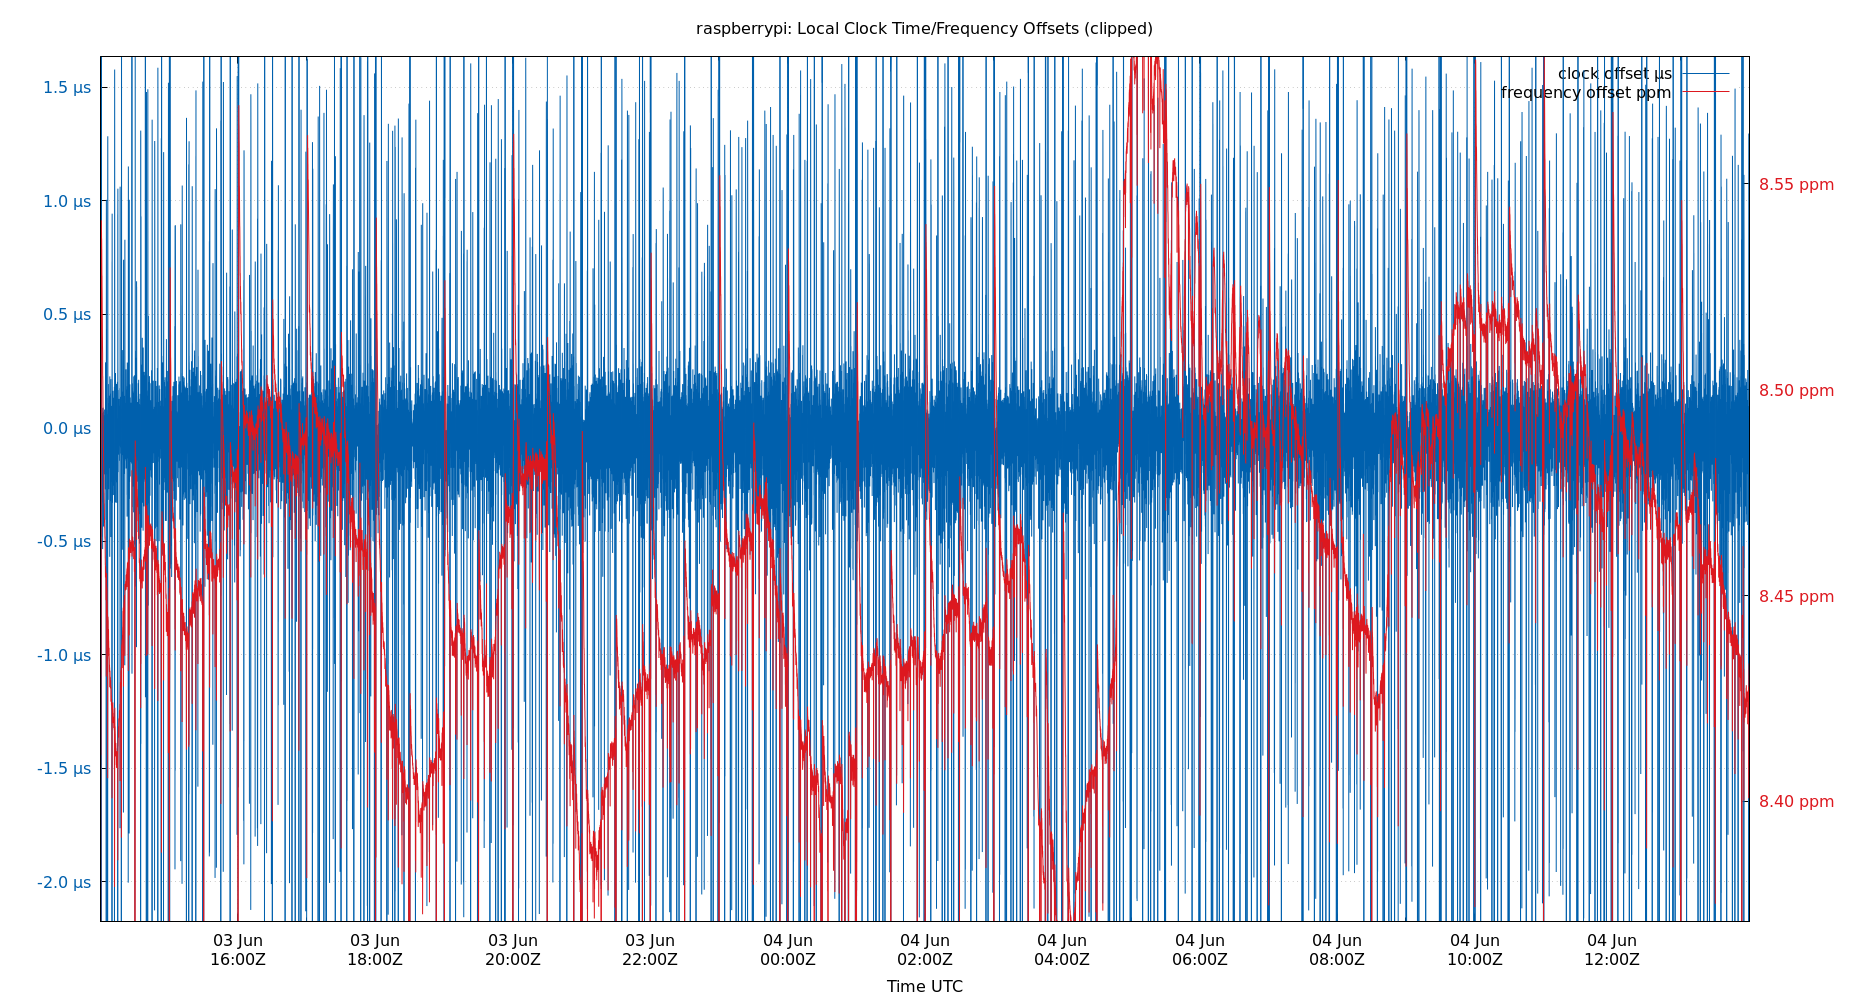 raspberrypi: Local Clock Time/Frequency Offsets (clipped)
clock offset µs
frequency offset ppm
1.5 µs
1.0 µs
0.5 µs
0.0 µs
-0.5 µs
-1.0 µs
-1.5 µs
-2.0 µs
8.55 ppm
8.50 ppm
8.45 ppm
8.40 ppm
03 Jun 03 Jun 03 Jun 03 Jun 04 Jun 04 Jun 04 Jun 04 Jun 04 Jun 04 Jun 04 Jun
16:00Z 18:00Z 20:00Z 22:00Z 00:00Z 02:00Z 04:00Z 06:00Z 08:00Z 10:00Z 12:00Z
Time UTC